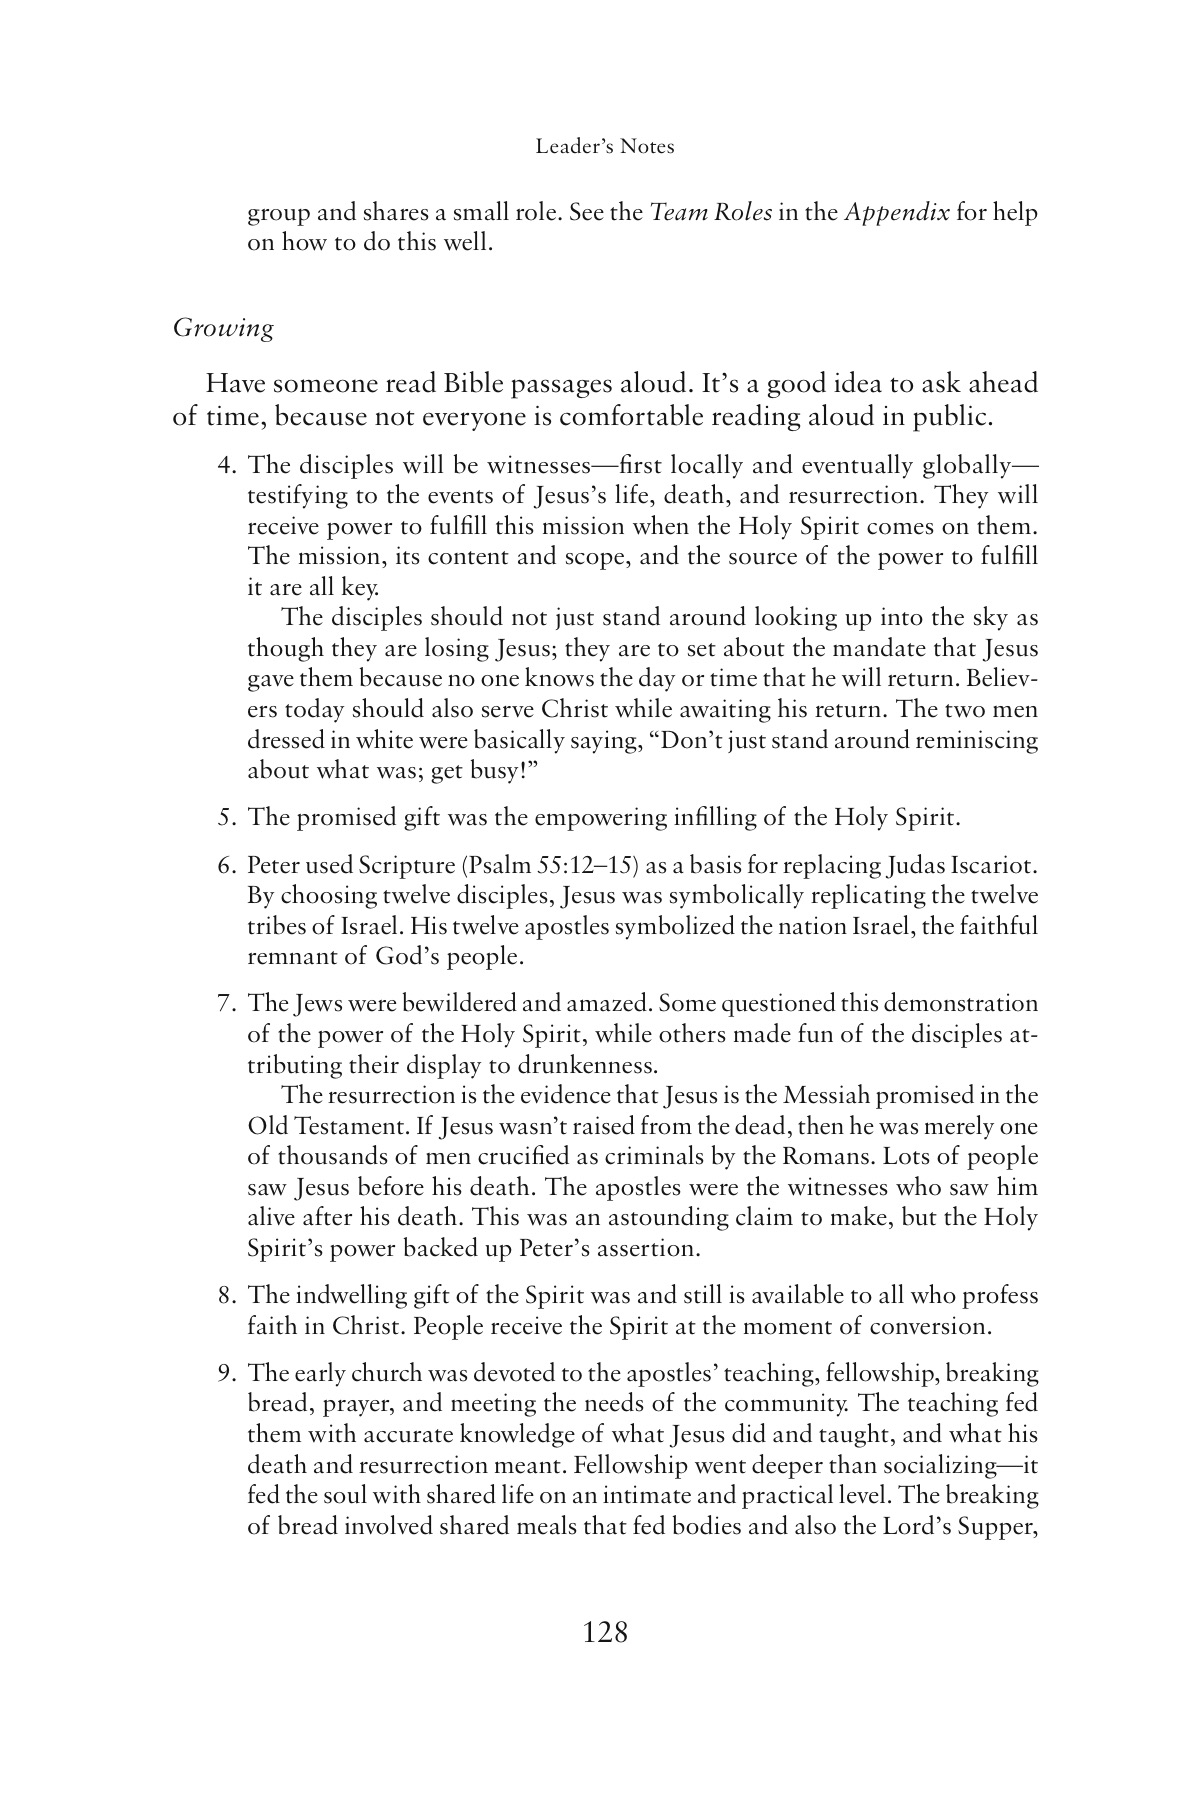 Leader’s Notes
group and shares a small role. See the Team Roles in the Appendix for help
on how to do this well.
Growing
Have someone read Bible passages aloud. It’s a good idea to ask ahead
of time, because not everyone is comfortable reading aloud in public.
4. The disciples will be witnesses—first locally and eventually globally—
testifying to the events of Jesus’s life, death, and resurrection. They will
receive power to fulfill this mission when the Holy Spirit comes on them.
The mission, its content and scope, and the source of the power to fulfill
it are all key.
The disciples should not just stand around looking up into the sky as
though they are losing Jesus; they are to set about the mandate that Jesus
gave them because no one knows the day or time that he will return. Believ-
ers today should also serve Christ while awaiting his return. The two men
dressed in white were basically saying, “Don’t just stand around reminiscing
about what was; get busy!”
5. The promised gift was the empowering infilling of the Holy Spirit.
6. Peter used Scripture (Psalm 55:12–15) as a basis for replacing Judas Iscariot.
By choosing twelve disciples, Jesus was symbolically replicating the twelve
tribes of Israel. His twelve apostles symbolized the nation Israel, the faithful
remnant of God’s people.
7. The Jews were bewildered and amazed. Some questioned this demonstration
of the power of the Holy Spirit, while others made fun of the disciples at-
tributing their display to drunkenness.
The resurrection is the evidence that Jesus is the Messiah promised in the
Old Testament. If Jesus wasn’t raised from the dead, then he was merely one
of thousands of men crucified as criminals by the Romans. Lots of people
saw Jesus before his death. The apostles were the witnesses who saw him
alive after his death. This was an astounding claim to make, but the Holy
Spirit’s power backed up Peter’s assertion.
8. The indwelling gift of the Spirit was and still is available to all who profess
faith in Christ. People receive the Spirit at the moment of conversion.
9. The early church was devoted to the apostles’ teaching, fellowship, breaking
bread, prayer, and meeting the needs of the community. The teaching fed
them with accurate knowledge of what Jesus did and taught, and what his
death and resurrection meant. Fellowship went deeper than socializing—it
fed the soul with shared life on an intimate and practical level. The breaking
of bread involved shared meals that fed bodies and also the Lord’s Supper,
128